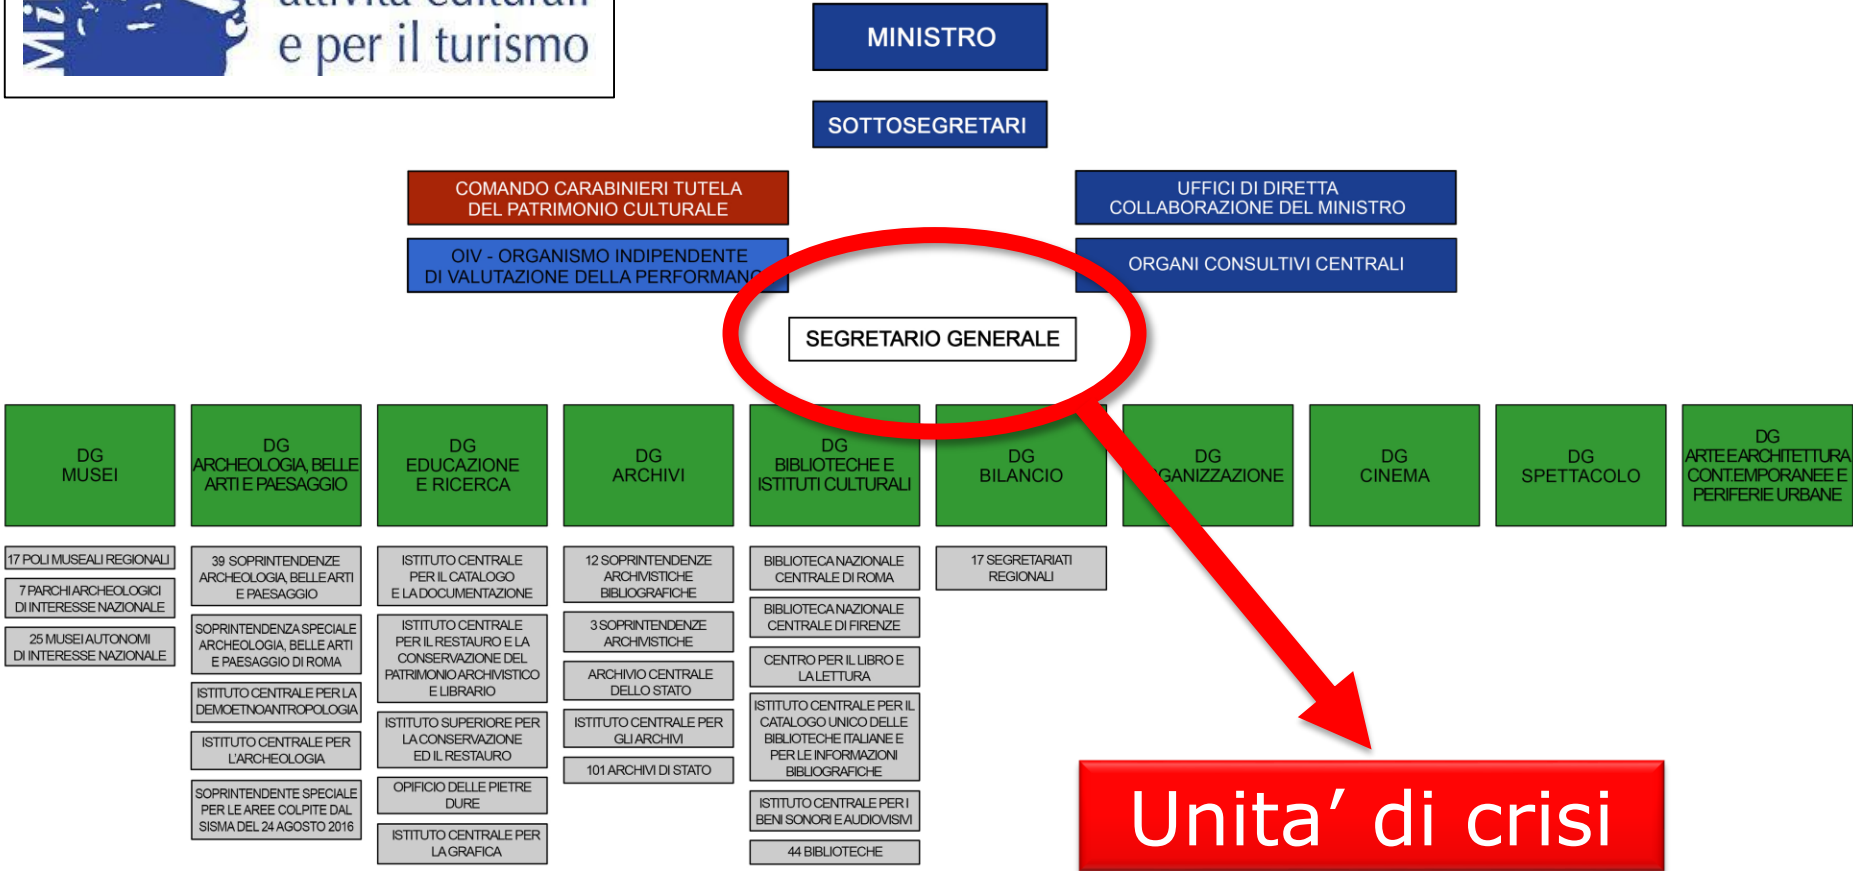 Mi
attività culturali
e per il turismo
MINISTRO
SOTTOSEGRETARI
COMANDO CARABINIERI TUTELA
DEL PATRIMONIO CULTURALE
UFFICI DI DIRETTA
COLLABORAZIONE DEL MINISTRO
OIV - ORGANISMO INDIPENDENTE
DI VALUTAZIONE DELLA PERFORMANC
ORGANI CONSULTIVI CENTRALI
SEGRETARIO GENERALE
DG
MUSEI
DG
ARCHEOLOGIA, BELLE
ARTI E PAESAGGIO
DG
EDUCAZIONE
E RICERCA
DG
ARCHIVI
DG
BIBLIOTECHE E
ISTITUTI CULTURALI
DG
BILANCIO
DG
RGANIZZAZIONE
DG
CINEMA
DG
SPETTACOLO
DG
ARTE E ARCHITETTURA
CONT.EMPORANEE E
PERIFERIE URBANE
17 POLI MUSEALI REGIONALI
7 PARCHI ARCHEOLOGICI
DI INTERESSE NAZIONALE
25 MUSEI AUTONOMI
DI INTERESSE NAZIONALE
39 SOPRINTENDENZE
ARCHEOLOGIA, BELLE ARTI
E PAESAGGIO
SOPRINTENDENZA SPECIALE
ARCHEOLOGIA, BELLE ARTI
E PAESAGGIO DI ROMA
ISTITUTO CENTRALE PER LA
DEMOETNOANTROPOLOGIA
ISTITUTO CENTRALE PER
L'ARCHEOLOGIA
SOPRINTENDENTE SPECIALE
PER LE AREE COLPITE DAL
SISMA DEL 24 AGOSTO 2016
ISTITUTO CENTRALE
PER IL CATALOGO
E LA DOCUMENTAZIONE
ISTITUTO CENTRALE
PER IL RESTAURO E LA
CONSERVAZIONE DEL
PATRIMONIO ARCHIVISTICO
E LIBRARIO
ISTITUTO SUPERIORE PER
LA CONSERVAZIONE
ED IL RESTAURO
OPIFICIO DELLE PIETRE
DURE
ISTITUTO CENTRALE PER
LA GRAFICA
12 SOPRINTENDENZE
ARCHIVISTICHE
BIBLIOGRAFICHE
3 SOPRINTENDENZE
ARCHIVISTICHE
ARCHIVIO CENTRALE
DELLO STATO
ISTITUTO CENTRALE PER
GLI ARCHIVI
101 ARCHIVI DI STATO
BIBLIOTECA NAZIONALE
CENTRALE DI ROMA
BIBLIOTECA NAZIONALE
CENTRALE DI FIRENZE
CENTRO PER IL LIBRO E
LA LETTURA
ISTITUTO CENTRALE PER IL
CATALOGO UNICO DELLE
BIBLIOTECHE ITALIANE E
PER LE INFORMAZIONI
BIBLIOGRAFICHE
ISTITUTO CENTRALE PER I
BENI SONORI E AUDIOVISIVI
44 BIBLIOTECHE
17 SEGRETARIATI
REGIONALI
Unita’ di crisi